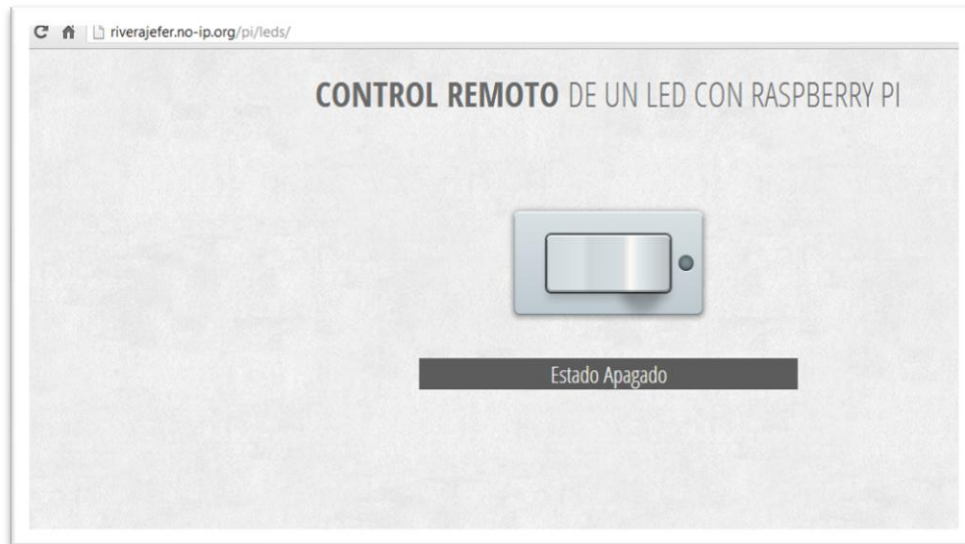 riverajefer.no-ip.org/pi/leds/
CONTROL REMOTO DE UN LED CON RASPBERRY PI
Estado Apagado